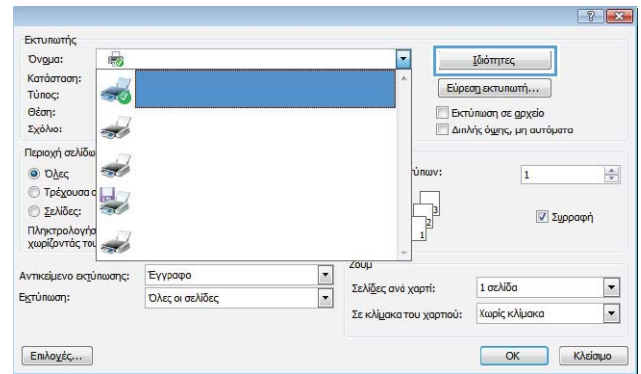 Εκτυπωτής
Όνομα:
Ιδιότητες
Κατάσταση:
Τύπος:
Εύρεση εκτυπωτή...
Θέση:
Εκτύπωση σε αρχείο
Σχόλιο:
Διπλής όψης, μη αυτόματα
Περιοχή σελίδω
Όλες
ύπων:
1
Τρέχουσα σ
Σελίδες:
3
2
1
Συρραφή
Πληκτρολογήσ
χωρίζοντάς του
Ζουμ
Αντικείμενο εκτύπωσης:
Έγγραφο
Σελίδες ανά χαρτί:
1 σελίδα
Εκτύπωση:
Όλες οι σελίδες
Σε κλίμακα του χαρτιού:
Χωρίς κλίμακα
Επιλογές...
OK
Κλείσιμο